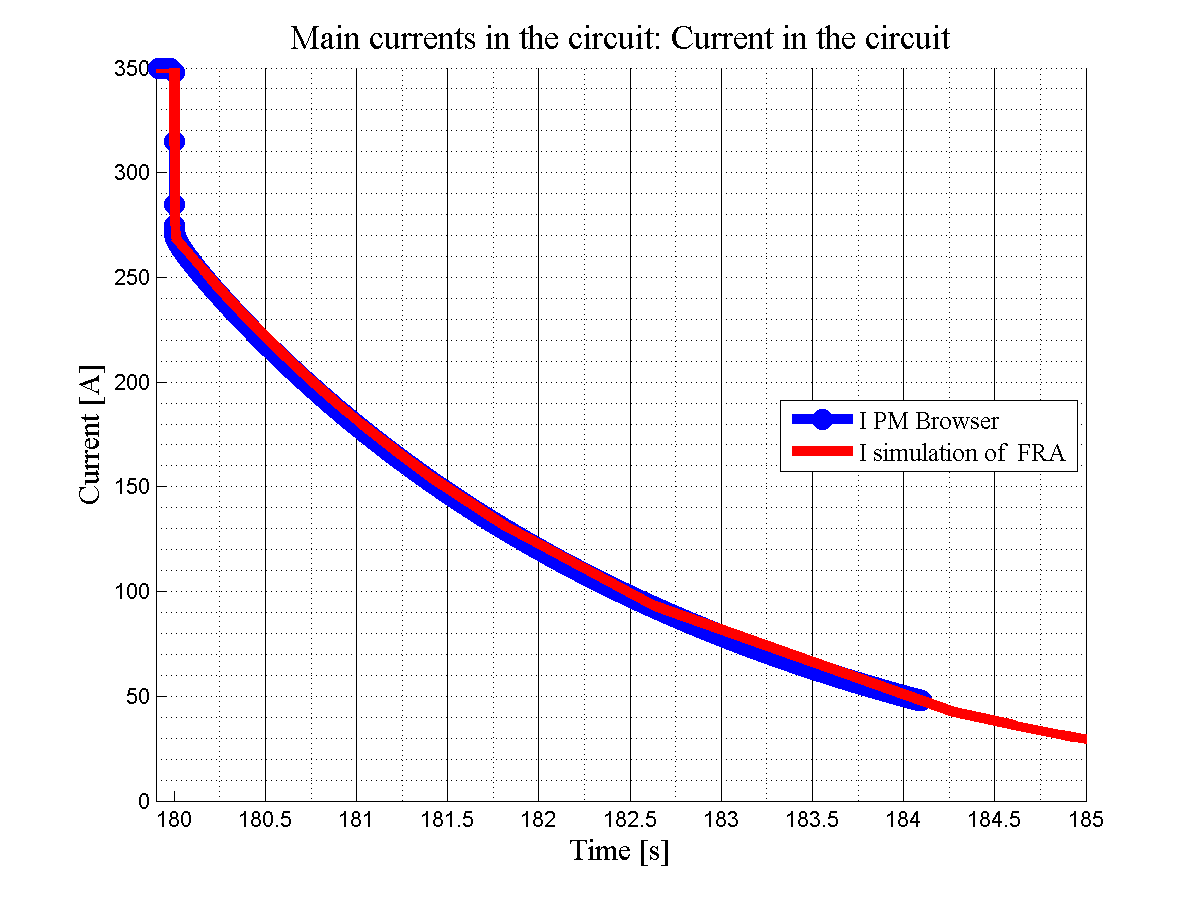 Main currents in the circuit: Current in the circuit
350
300
250
200
150
100
50
0
Current [A]
I PM Browser
I simulation of  FRA
180 180.5 181 181.5 182 182.5 183 183.5 184 184.5 185
Time [s]